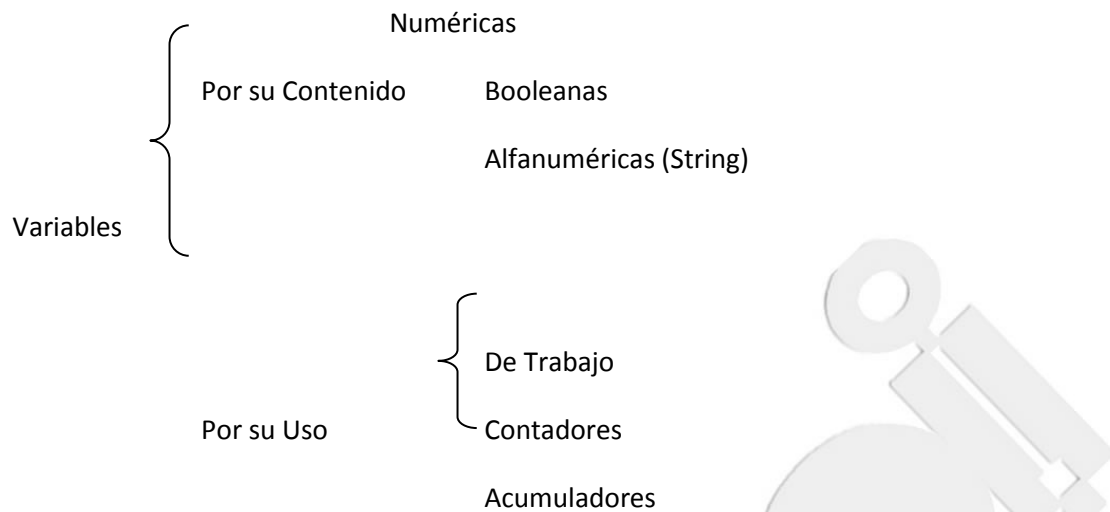 Numéricas
Por su Contenido Booleanas
Alfanuméricas (String)
Variables
De Trabajo
Por su Uso Contadores
Acumuladores